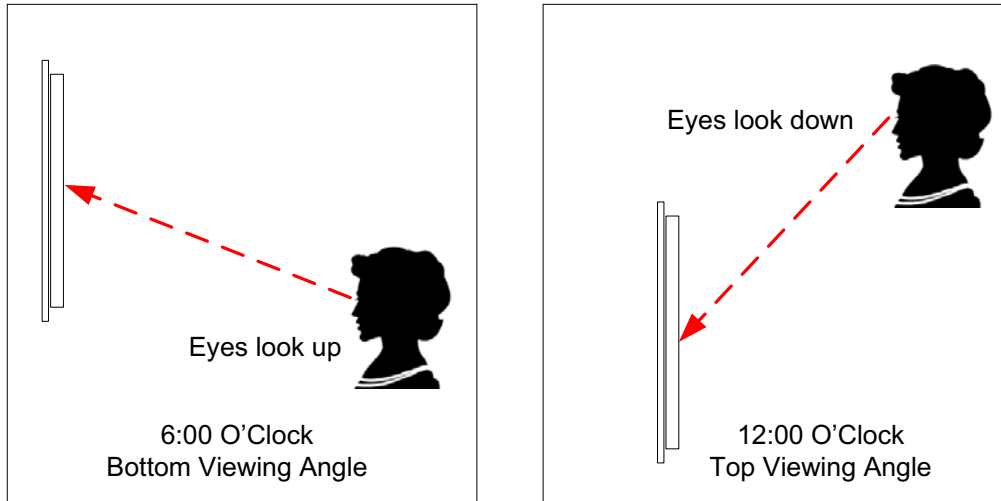 Eyes look up
6:00 O’Clock
Bottom Viewing Angle
Eyes look down
12:00 O’Clock
Top Viewing Angle